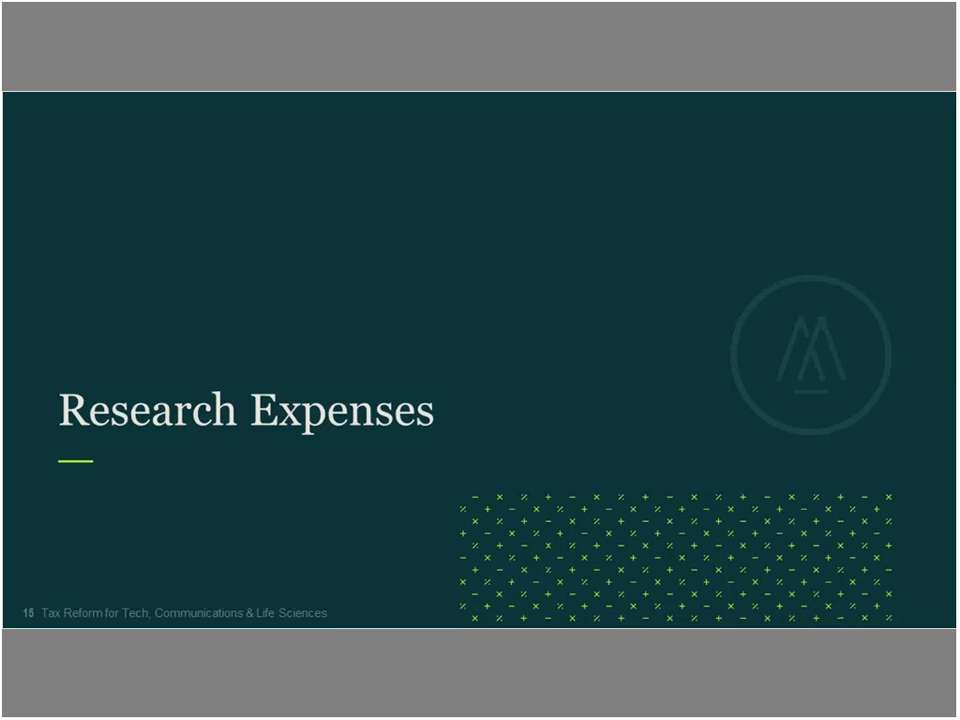 Research Expenses
15 Tax Reform for Tech, Communications & Life Sciences